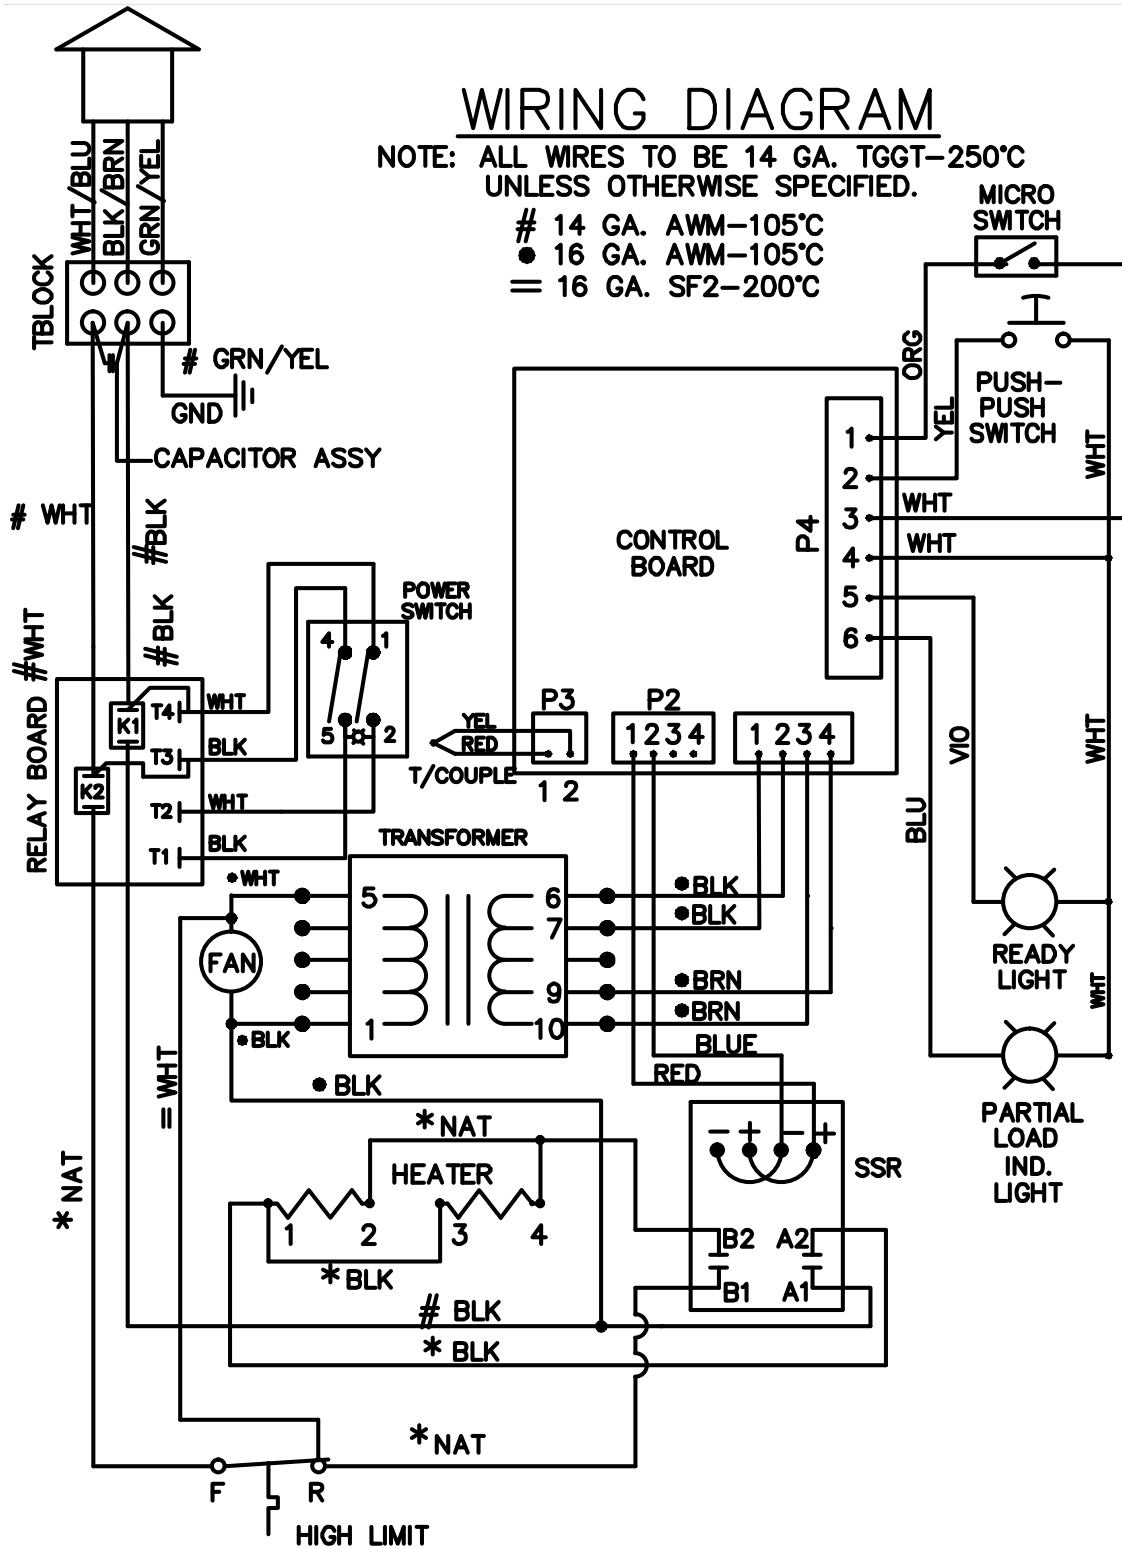 WIRING DIAGRAM
NOTE: ALL WIRES TO BE 14 GA. TGGT-250°C
UNLESS OTHERWISE SPECIFIED.
# 14 GA. AWM-105°C
● 16 GA. AWM-105°C
= 16 GA. SF2-200°C
WHT/BLU
BLK/BRN
GRN/YEL
TBLOCK
# GRN/YEL
GND
CAPACITOR ASSY
# WHT
#BLK
#WHT
#BLK
MICRO
SWITCH
ORG
YEL
PUSH-
PUSH
SWITCH
WHT
CONTROL
BOARD
P4
1
2
3
4
5
6
WHT
WHT
VIO
BLU
WHT
WHT
POWER
SWITCH
4 1
5 2
RELAY BOARD
K1
K2
T4
T3
T2
T1
WHT
BLK
WHT
BLK
P3
YEL
RED
T/COUPLE
1 2
P2
1 2 3 4
1 2 3 4
TRANSFORMER
5
1
6
7
9
10
● WHT
FAN
● BLK
● BLK
● BLK
● BRN
● BRN
BLUE
RED
READY
LIGHT
PARTIAL
LOAD
IND.
LIGHT
= WHT
● BLK
* NAT
* NAT
HEATER
1 2 3 4
* BLK
- + - +
SSR
B2 A2
B1 A1
# BLK
* BLK
* NAT
F R
HIGH LIMIT